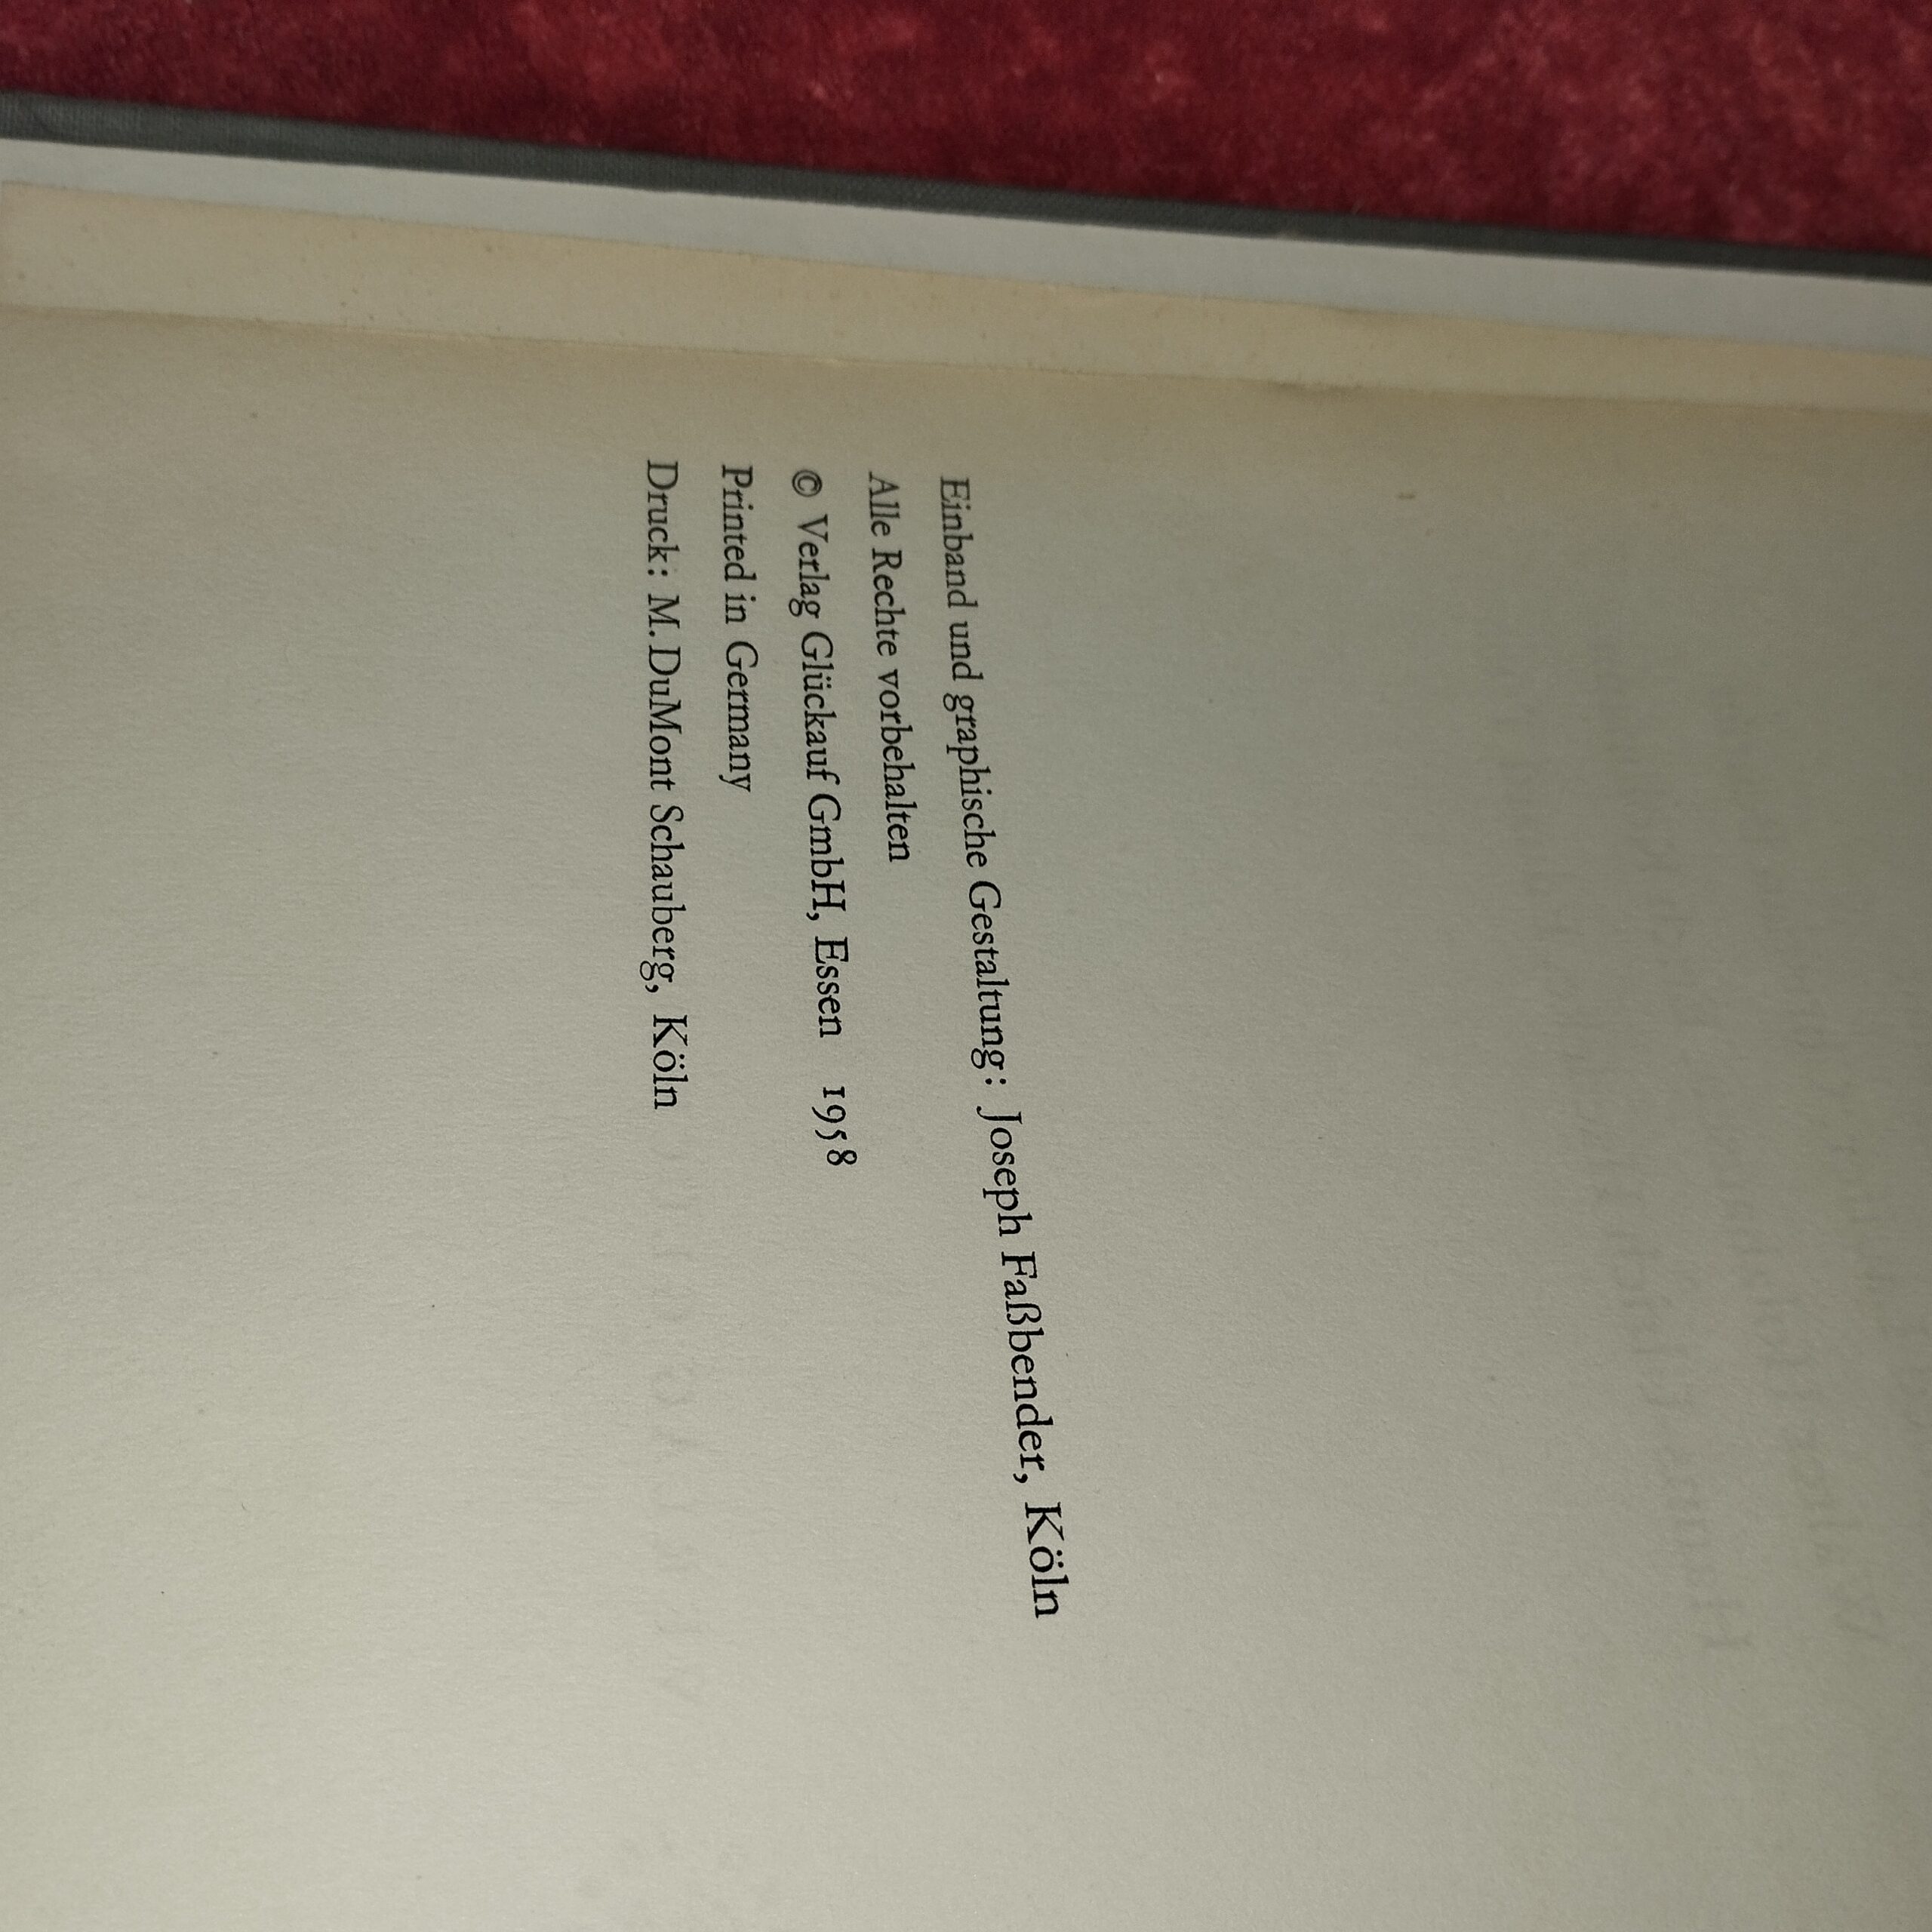 Einband und graphische Gestaltung: Joseph Faßbender, Köln
Alle Rechte vorbehalten
© Verlag Glückauf GmbH, Essen 1958
Printed in Germany
Druck: M. DuMont Schauberg, Köln